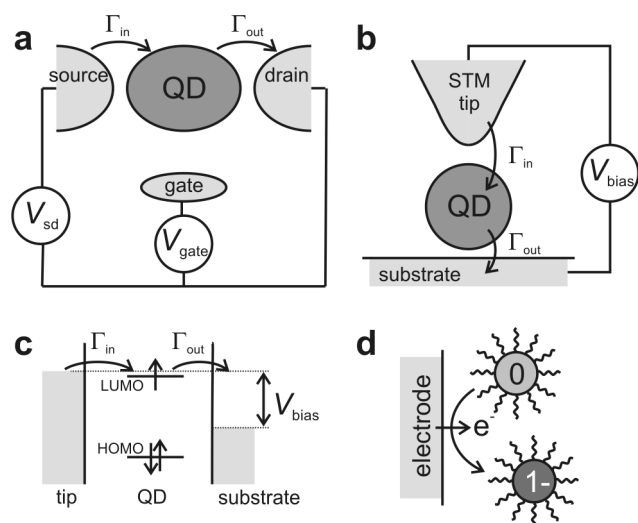 a
Γin
Γout
source
QD
drain
gate
Vsd
Vgate
b
STM
tip
Γin
QD
Vbias
Γout
substrate
c
Γin
Γout
LUMO
Vbias
HOMO
tip
QD
substrate
d
electrode
0
e-
1-